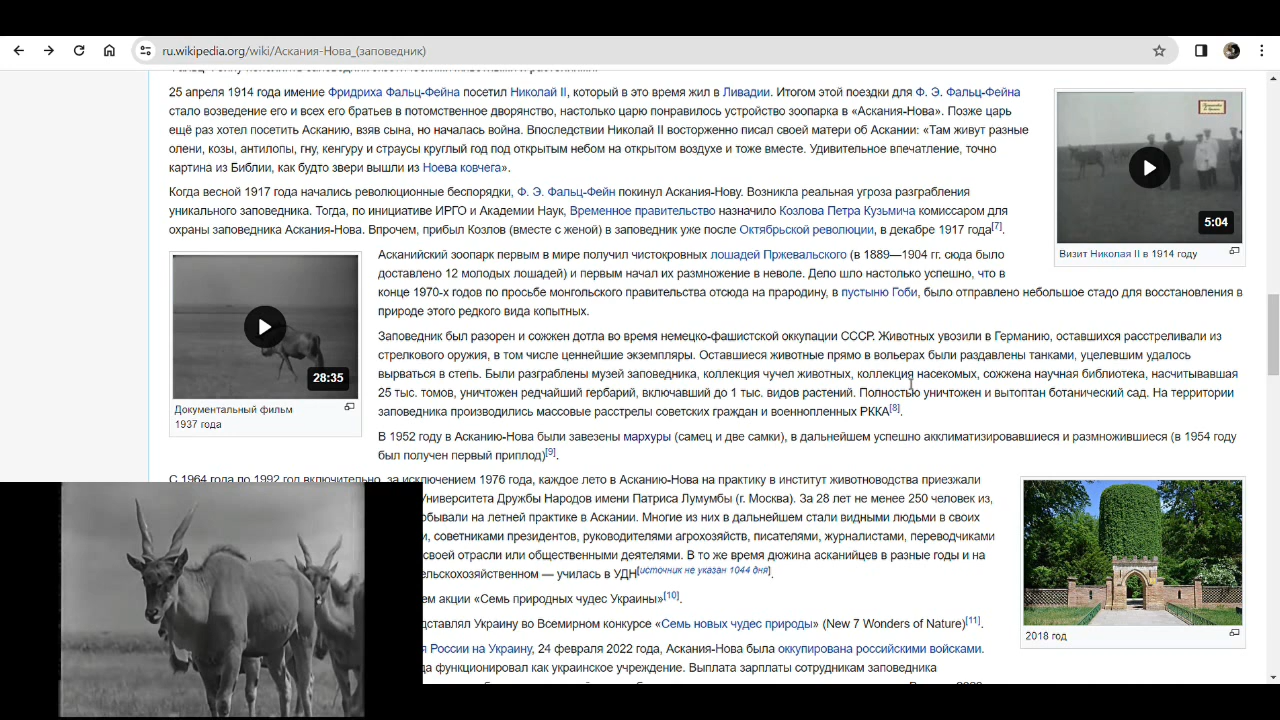 ru.wikipedia.org/wiki/Аскания-Нова_(заповедник)
25 апреля 1914 года имение Фридриха Фальц-Фейна посетил Николай II, который в это время жил в Ливадии. Итогом этой поездки для Ф. Э. Фальц-Фейна
стало возведение его и всех его братьев в потомственное дворянство, настолько царю понравилось устройство зоопарка в «Аскания-Нова». Позже царь
ещё раз хотел посетить Асканию, взяв сына, но началась война. Впоследствии Николай II восторженно писал своей матери об Аскании: «Там живут разные
олени, козы, антилопы, гну, кенгуру и страусы круглый год под открытым небом на открытом воздухе и тоже вместе. Удивительное впечатление, точно
картина из Библии, как будто звери вышли из Ноева ковчега».
5:04
Визит Николая II в 1914 году
Когда весной 1917 года начались революционные беспорядки, Ф. Э. Фальц-Фейн покинул Аскания-Нову. Возникла реальная угроза разграбления
уникального заповедника. Тогда, по инициативе ИРГО и Академии Наук, Временное правительство назначило Козлова Петра Кузьмича комиссаром для
охраны заповедника Аскания-Нова. Впрочем, прибыл Козлов (вместе с женой) в заповедник уже после Октябрьской революции, в декабре 1917 года[7].
28:35
Документальный фильм
1937 года
Асканийский зоопарк первым в мире получил чистокровных лошадей Пржевальского (в 1889—1904 гг. сюда было
доставлено 12 молодых лошадей) и первым начал их размножение в неволе. Дело шло настолько успешно, что в
конце 1970-х годов по просьбе монгольского правительства отсюда на прародину, в пустыню Гоби, было отправлено небольшое стадо для восстановления в
природе этого редкого вида копытных.
Заповедник был разорен и сожжен дотла во время немецко-фашистской оккупации СССР. Животных увозили в Германию, оставшихся расстреливали из
стрелкового оружия, в том числе ценнейшие экземпляры. Оставшиеся животные прямо в вольерах были раздавлены танками, уцелевшим удалось
вырваться в степь. Были разграблены музей заповедника, коллекция чучел животных, коллекция насекомых, сожжена научная библиотека, насчитывавшая
25 тыс. томов, уничтожен редчайший гербарий, включавший до 1 тыс. видов растений. Полностью уничтожен и вытоптан ботанический сад. На территории
заповедника производились массовые расстрелы советских граждан и военнопленных РККА[8].
В 1952 году в Асканию-Нова были завезены мархуры (самец и две самки), в дальнейшем успешно акклиматизировавшиеся и размножившиеся (в 1954 году
был получен первый приплод)[9].
С 1964 года по 1992 год включительно, за исключением 1976 года, каждое лето в Асканию-Нова на практику в институт животноводства приезжали
Университета Дружбы Народов имени Патриса Лумумбы (г. Москва). За 28 лет не менее 250 человек из,
обывали на летней практике в Аскании. Многие из них в дальнейшем стали видными людьми в своих
и, советниками президентов, руководителями агрохозяйств, писателями, журналистами, переводчиками
своей отрасли или общественными деятелями. В то же время дюжина асканийцев в разные годы и на
ельскохозяйственном — училась в УДН[источник не указан 1044 дня].
ем акции «Семь природных чудес Украины»[10].
дставлял Украину во Всемирном конкурсе «Семь новых чудес природы» (New 7 Wonders of Nature)[11].
я России на Украину, 24 февраля 2022 года, Аскания-Нова была оккупирована российскими войсками.
да функционировал как украинское учреждение. Выплата зарплаты сотрудникам заповедника
2018 год